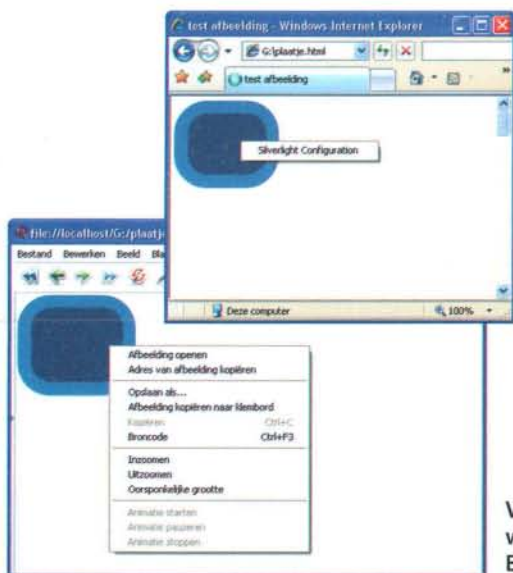 test afbeelding - Windows Internet Explorer
G:\plaatje.html
test afbeelding
Silverlight Configuration
Deze computer
100%
file://localhost/G:/plaatje
Bestand Bewerken Beeld Bla
Afbeelding openen
Adres van afbeelding kopiëren
Opslaan als...
Afbeelding kopiëren naar klembord
Kopiëren Ctrl+C
Broncode Ctrl+F3
Inzoomen
Uitzoomen
Oorspronkelijke grootte
Animatie starten
Animatie pauzeren
Animatie stoppen